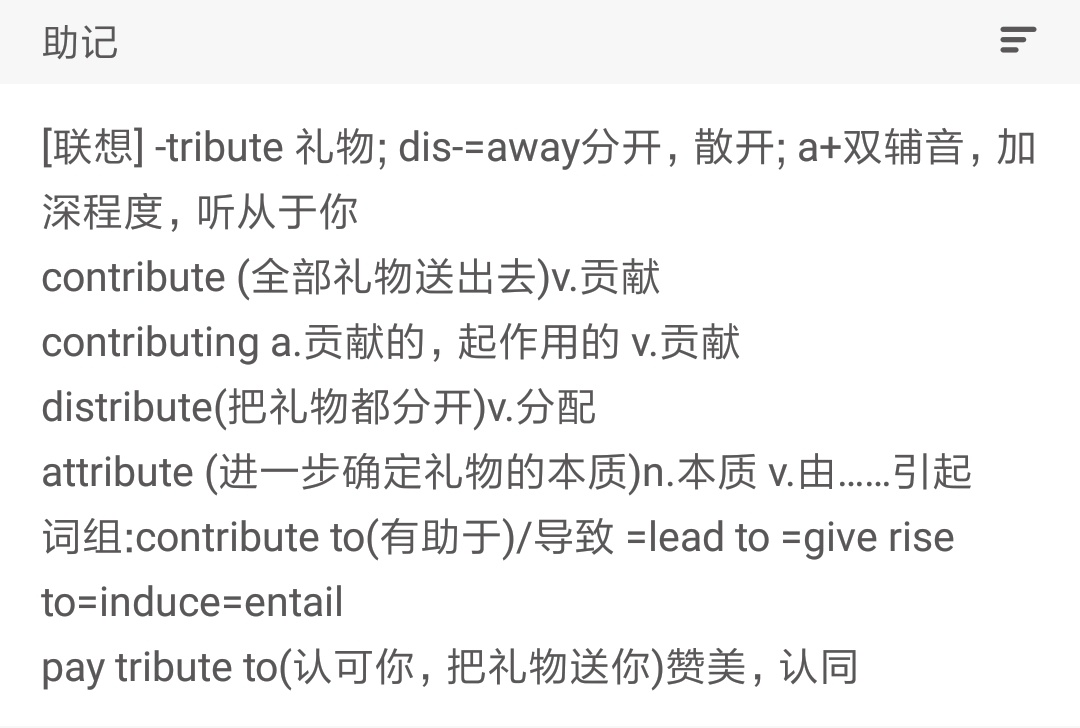 助记
[联想] -tribute 礼物; dis-=away分开，散开; a+双辅音，加
深程度，听从于你
contribute (全部礼物送出去)v.贡献
contributing a.贡献的，起作用的 v.贡献
distribute(把礼物都分开)v.分配
attribute (进一步确定礼物的本质)n.本质 v.由……引起
词组:contribute to(有助于)/导致 =lead to =give rise
to=induce=entail
pay tribute to(认可你，把礼物送你)赞美，认同